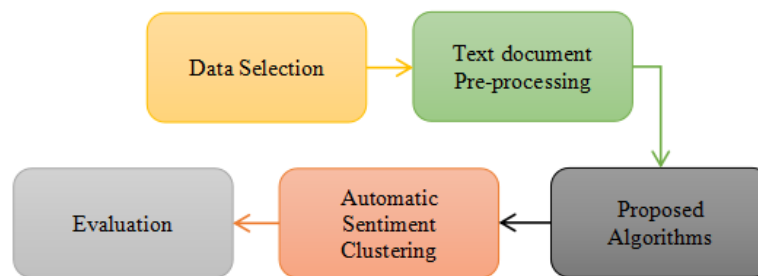 Data Selection
Text document
Pre-processing
Proposed
Algorithms
Automatic
Sentiment
Clustering
Evaluation